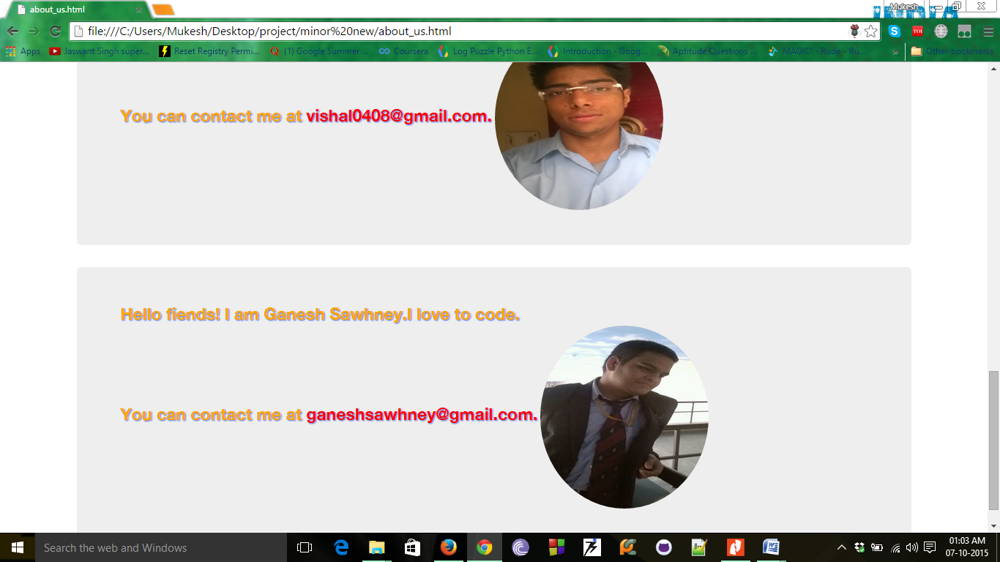 about_us.html
Mukesh
INDIA
file:///C:/Users/Mukesh/Desktop/project/minor%20new/about_us.html
TOI
Apps
Jaswant Singh super...
Reset Registry Permi...
(1) Google Summer ...
Coursera
Log Puzzle Python E...
Introduction - Goog...
Aptitude Questions ...
MAGIC! - Rude - Ru...
»
Other bookmarks
You can contact me at vishal0408@gmail.com.
Hello fiends! I am Ganesh Sawhney.I love to code.
You can contact me at ganeshsawhney@gmail.com.
Search the web and Windows
01:03 AM
07-10-2015